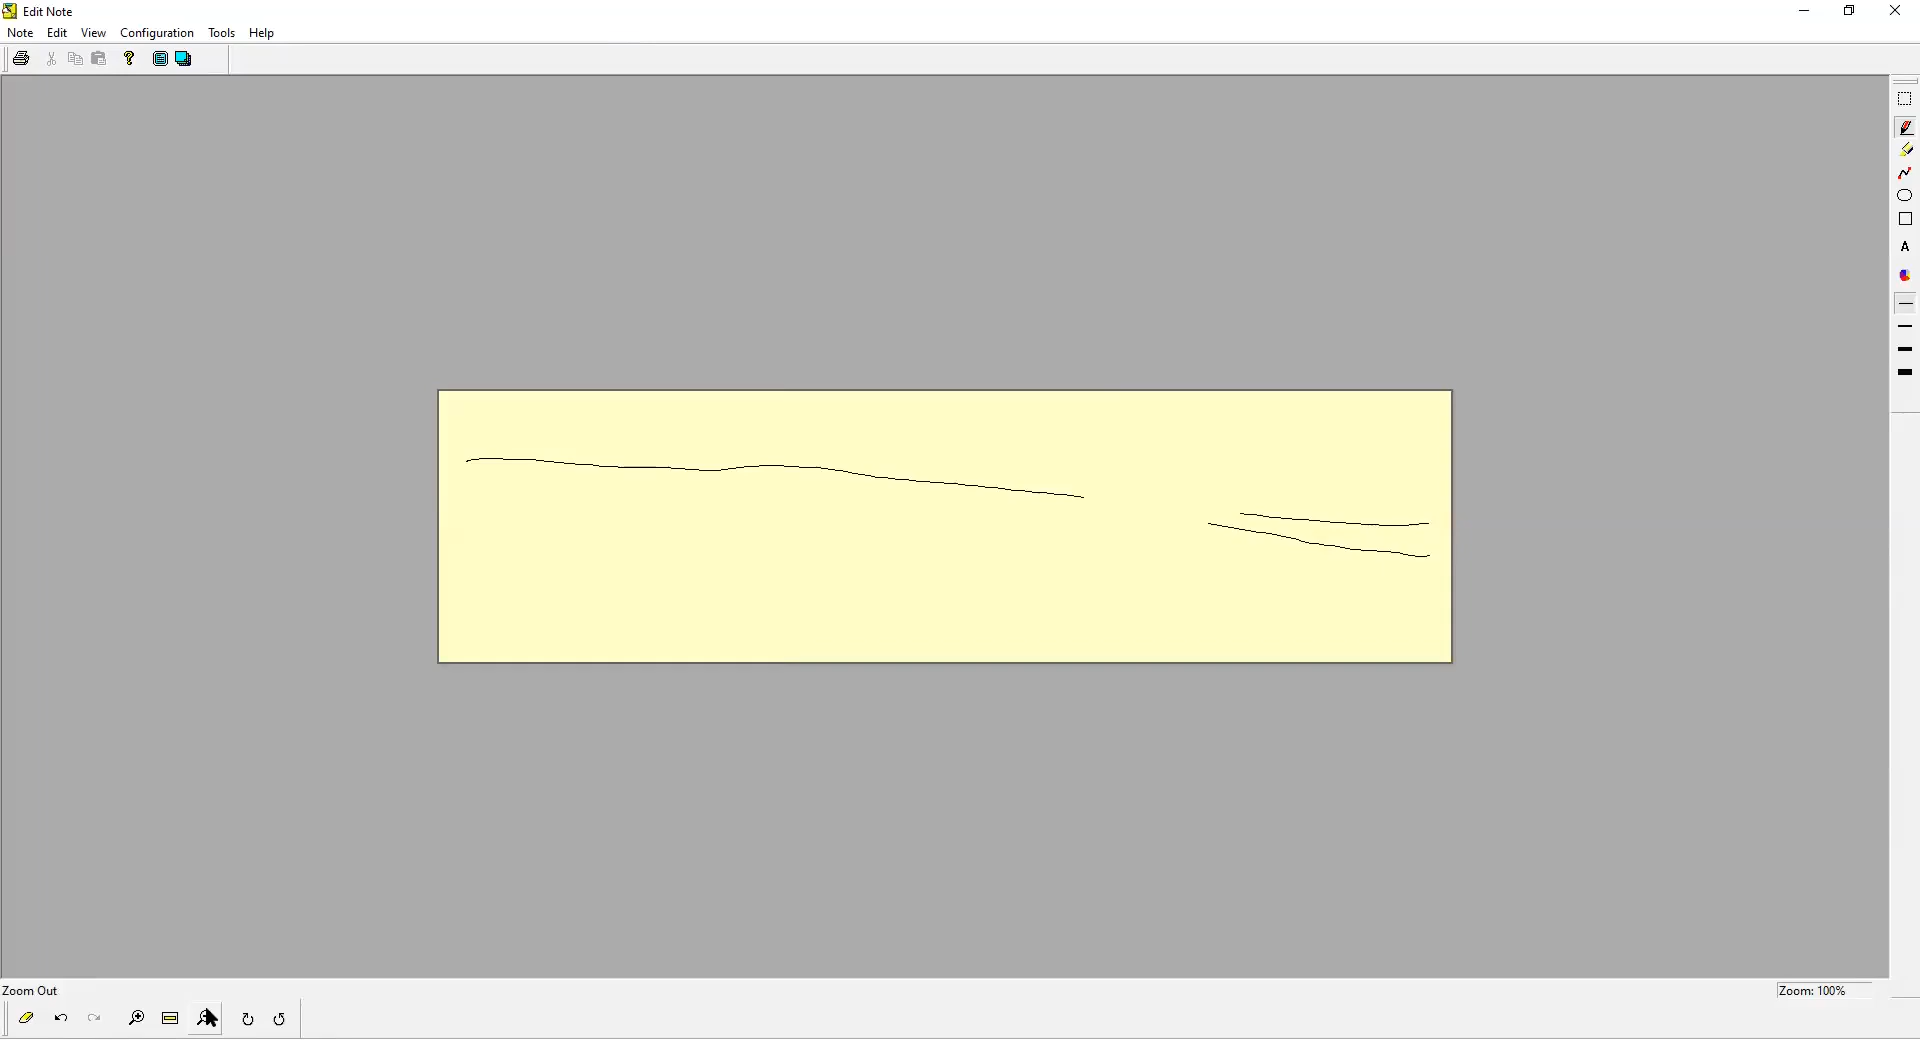 Edit Note
Note Edit View Configuration Tools Help
A
Zoom Out
Zoom: 100%